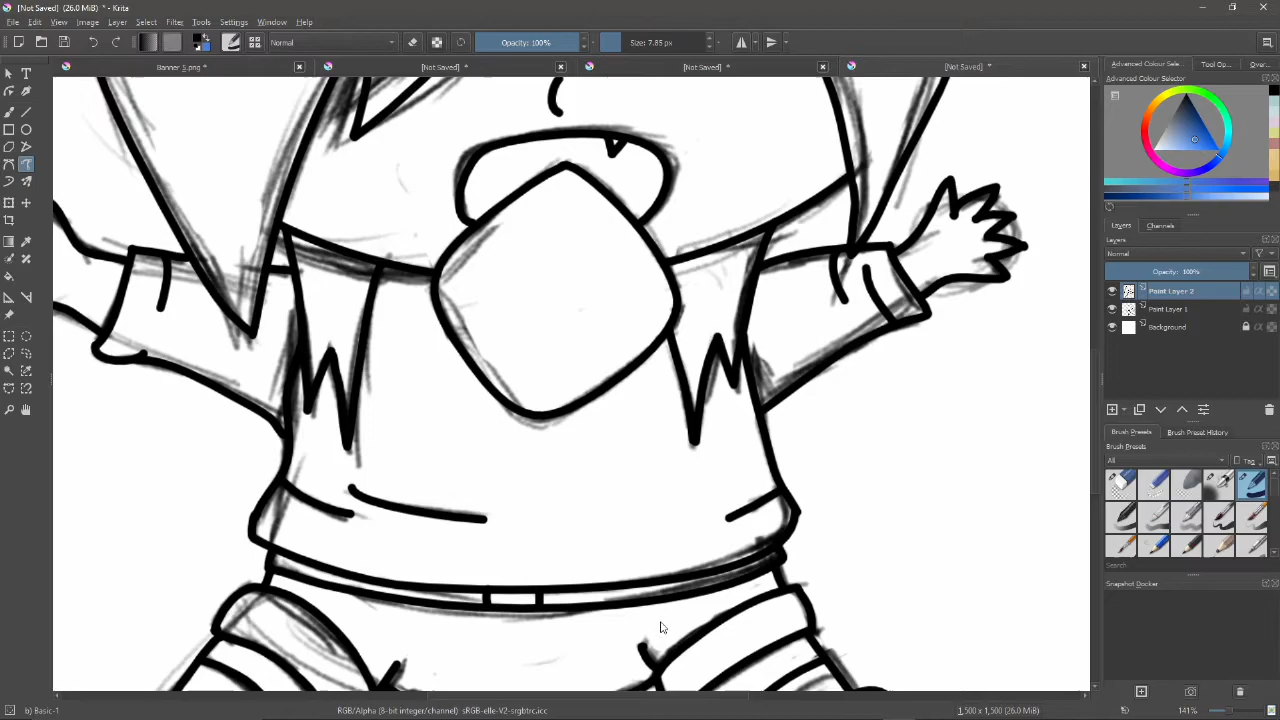 [Not Saved] (26.0 MiB) * - Krita
File Edit View Image Layer Select Filter Tools Settings Window Help
Normal Opacity: 100% Size: 7.85 px
Banner 5.png * [Not Saved] * [Not Saved] * [Not Saved] *
Advanced Colour Sele... Tool Op... Over...
Advanced Colour Selector
Layers Channels
Layers
Normal
Opacity: 100%
Paint Layer 2
Paint Layer 1
Background
Brush Presets Brush Preset History
Brush Presets
All Tag
Search
Snapshot Docker
b) Basic-1 RGB/Alpha (8-bit integer/channel) sRGB-elle-V2-srgbtrc.icc 1,500 x 1,500 (26.0 MiB) 141%